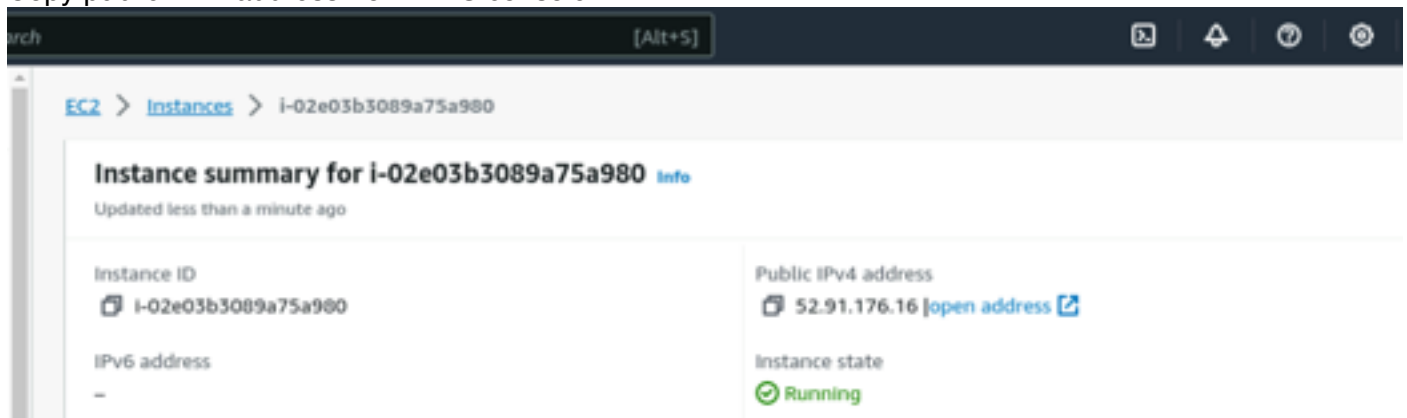 arch [Alt+S]
EC2 > Instances > i-02e03b3089a75a980
Instance summary for i-02e03b3089a75a980 Info
Updated less than a minute ago
Instance ID
i-02e03b3089a75a980
Public IPv4 address
52.91.176.16 |open address
IPv6 address
–
Instance state
Running